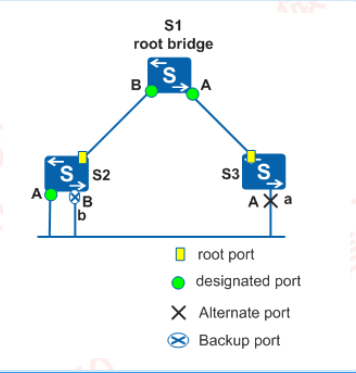 S1
root bridge
S
B
A
S
S2
S3
S
A
B
b
A
a
root port
designated port
Alternate port
Backup port